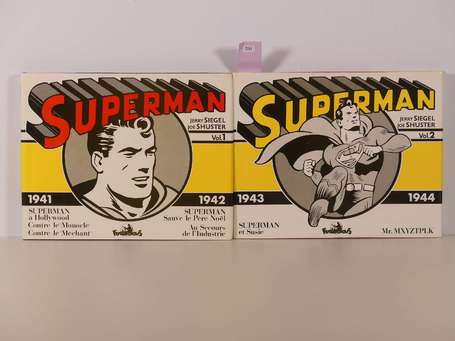 SUPERMAN
JERRY SIEGEL
JOE SHUSTER
Vol.1
1941
1942
SUPERMAN
à Hollywood
Contre le Monocle
Contre le Méchant
SUPERMAN
Sauve le Père Noël
Au Secours
de l'Industrie
Futuropolis
SUPERMAN
JERRY SIEGEL
JOE SHUSTER
Vol.2
1943
1944
SUPERMAN
et Susie
Mr. MXYZTPLK
Futuropolis